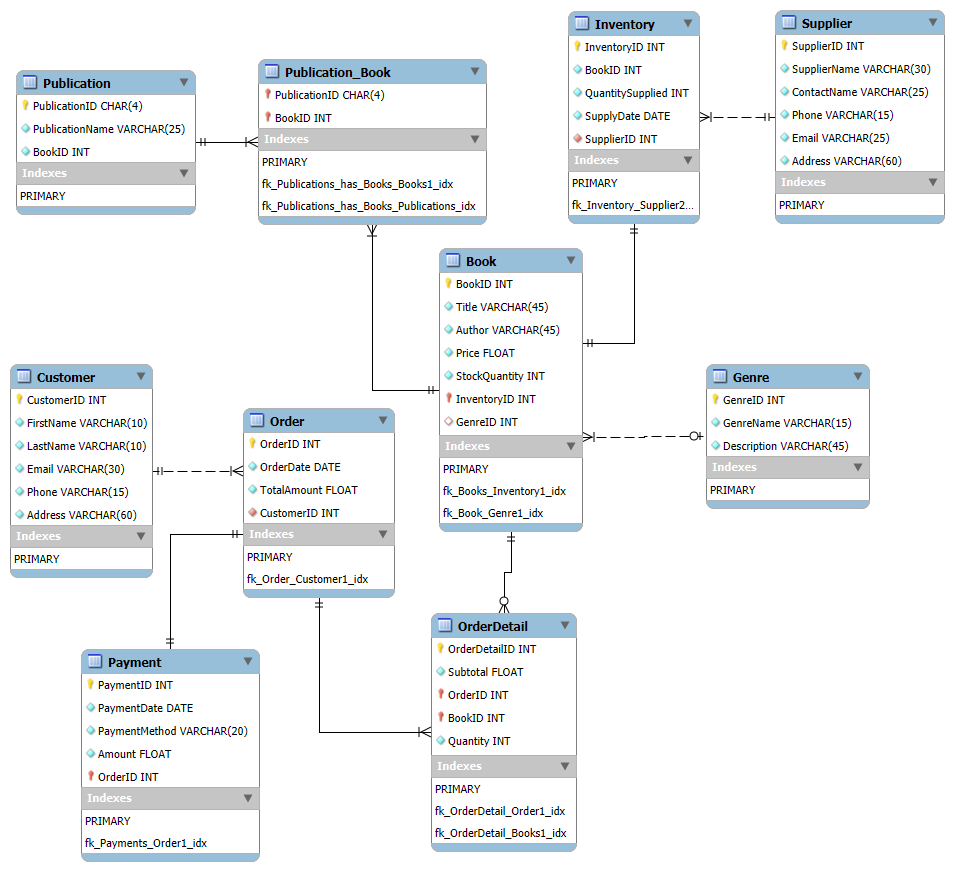 Publication
PublicationID CHAR(4)
PublicationName VARCHAR(25)
BookID INT
Indexes
PRIMARY
Publication_Book
PublicationID CHAR(4)
BookID INT
Indexes
PRIMARY
fk_Publications_has_Books_Books1_idx
fk_Publications_has_Books_Publications_idx
Inventory
InventoryID INT
BookID INT
QuantitySupplied INT
SupplyDate DATE
SupplierID INT
Indexes
PRIMARY
fk_Inventory_Supplier2...
Supplier
SupplierID INT
SupplierName VARCHAR(30)
ContactName VARCHAR(25)
Phone VARCHAR(15)
Email VARCHAR(25)
Address VARCHAR(60)
Indexes
PRIMARY
Book
BookID INT
Title VARCHAR(45)
Author VARCHAR(45)
Price FLOAT
StockQuantity INT
InventoryID INT
GenreID INT
Indexes
PRIMARY
fk_Books_Inventory1_idx
fk_Book_Genre1_idx
Genre
GenreID INT
GenreName VARCHAR(15)
Description VARCHAR(45)
Indexes
PRIMARY
Customer
CustomerID INT
FirstName VARCHAR(10)
LastName VARCHAR(10)
Email VARCHAR(30)
Phone VARCHAR(15)
Address VARCHAR(60)
Indexes
PRIMARY
Order
OrderID INT
OrderDate DATE
TotalAmount FLOAT
CustomerID INT
Indexes
PRIMARY
fk_Order_Customer1_idx
Payment
PaymentID INT
PaymentDate DATE
PaymentMethod VARCHAR(20)
Amount FLOAT
OrderID INT
Indexes
PRIMARY
fk_Payments_Order1_idx
OrderDetail
OrderDetailID INT
Subtotal FLOAT
OrderID INT
BookID INT
Quantity INT
Indexes
PRIMARY
fk_OrderDetail_Order1_idx
fk_OrderDetail_Books1_idx